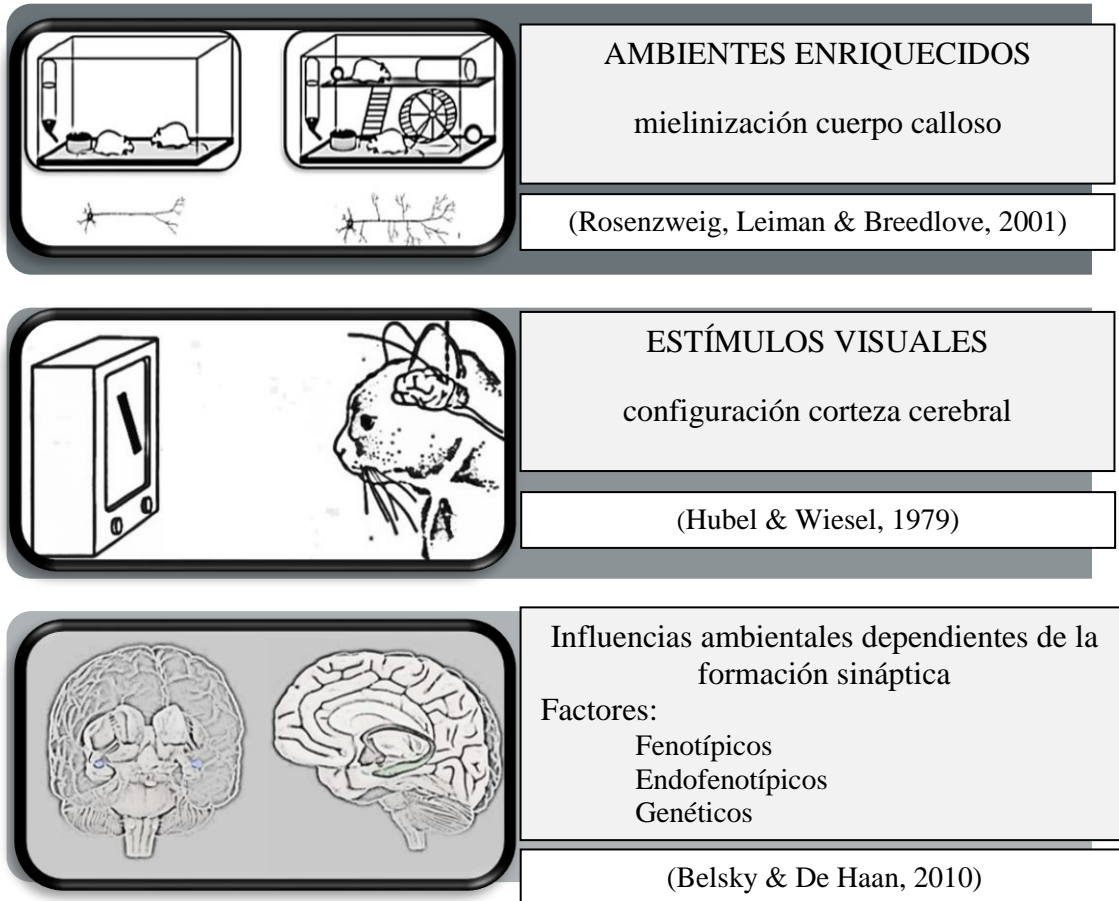 AMBIENTES ENRIQUECIDOS
mielinización cuerpo calloso
(Rosenzweig, Leiman & Breedlove, 2001)
ESTÍMULOS VISUALES
configuración corteza cerebral
(Hubel & Wiesel, 1979)
Influencias ambientales dependientes de la
formación sináptica
Factores:
Fenotípicos
Endofenotípicos
Genéticos
(Belsky & De Haan, 2010)